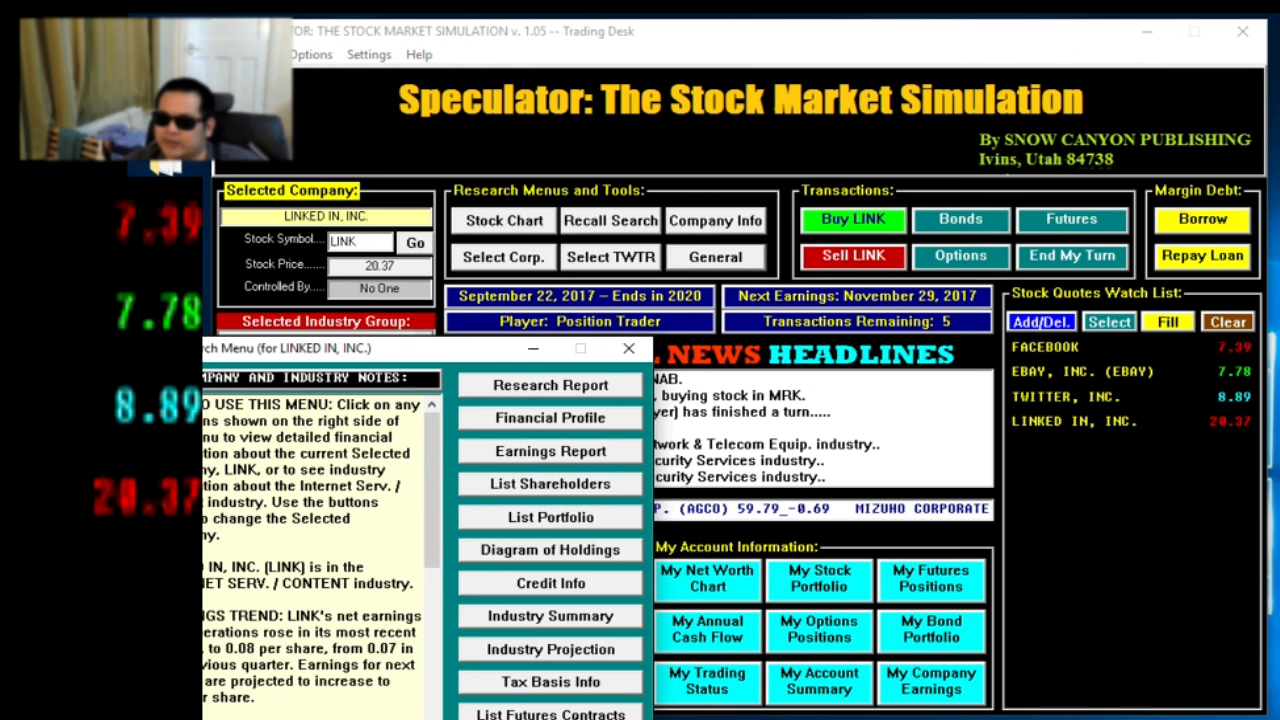 OR: THE STOCK MARKET SIMULATION v. 1.05 -- Trading Desk
Options Settings Help
Speculator: The Stock Market Simulation
By SNOW CANYON PUBLISHING
Ivins, Utah 84738
Selected Company:
LINKED IN, INC.
Stock Symbol.... LINK Go
Stock Price....... 20.37
Controlled By..... No One
Selected Industry Group:
Research Menus and Tools:
Stock Chart Recall Search Company Info
Select Corp. Select TWTR General
Transactions:
Buy LINK Bonds Futures
Sell LINK Options End My Turn
Margin Debt:
Borrow
Repay Loan
September 22, 2017 – Ends in 2020 Next Earnings: November 29, 2017
Player: Position Trader Transactions Remaining: 5
7.39
7.78
8.89
20.37
Stock Quotes Watch List:
Add/Del. Select Fill Clear
FACEBOOK 7.39
EBAY, INC. (EBAY) 7.78
TWITTER, INC. 8.89
LINKED IN, INC. 20.37
NEWS HEADLINES
NAB.
, buying stock in MRK.
yer) has finished a turn.....
twork & Telecom Equip. industry..
curity Services industry..
curity Services industry..
P. (AGCO) 59.79_-0.69 MIZUHO CORPORATE
ch Menu (for LINKED IN, INC.)
MPANY AND INDUSTRY NOTES:
O USE THIS MENU: Click on any
ns shown on the right side of
nu to view detailed financial
tion about the current Selected
ny, LINK, or to see industry
tion about the Internet Serv. /
industry. Use the buttons
o change the Selected
ny.
IN, INC. (LINK) is in the
NET SERV. / CONTENT industry.
GS TREND: LINK's net earnings
erations rose in its most recent
, to 0.08 per share, from 0.07 in
vious quarter. Earnings for next
are projected to increase to
r share.
Research Report
Financial Profile
Earnings Report
List Shareholders
List Portfolio
Diagram of Holdings
Credit Info
Industry Summary
Industry Projection
Tax Basis Info
List Futures Contracts
My Account Information:
My Net Worth Chart My Stock Portfolio My Futures Positions
My Annual Cash Flow My Options Positions My Bond Portfolio
My Trading Status My Account Summary My Company Earnings